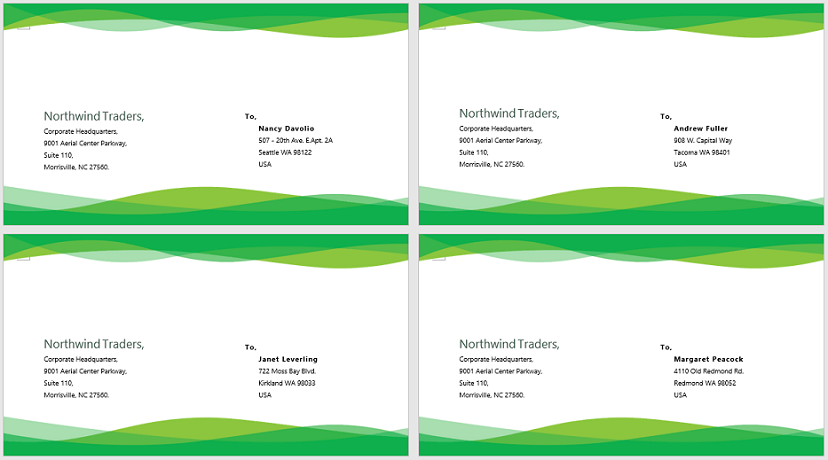 Northwind Traders,
Corporate Headquarters,
9001 Aerial Center Parkway,
Suite 110,
Morrisville, NC 27560.
To,
Nancy Davolio
507 - 20th Ave. E.Apt. 2A
Seattle WA 98122
USA
Northwind Traders,
Corporate Headquarters,
9001 Aerial Center Parkway,
Suite 110,
Morrisville, NC 27560.
To,
Andrew Fuller
908 W. Capital Way
Tacoma WA 98401
USA
Northwind Traders,
Corporate Headquarters,
9001 Aerial Center Parkway,
Suite 110,
Morrisville, NC 27560.
To,
Janet Leverling
722 Moss Bay Blvd.
Kirkland WA 98033
USA
Northwind Traders,
Corporate Headquarters,
9001 Aerial Center Parkway,
Suite 110,
Morrisville, NC 27560.
To,
Margaret Peacock
4110 Old Redmond Rd.
Redmond WA 98052
USA